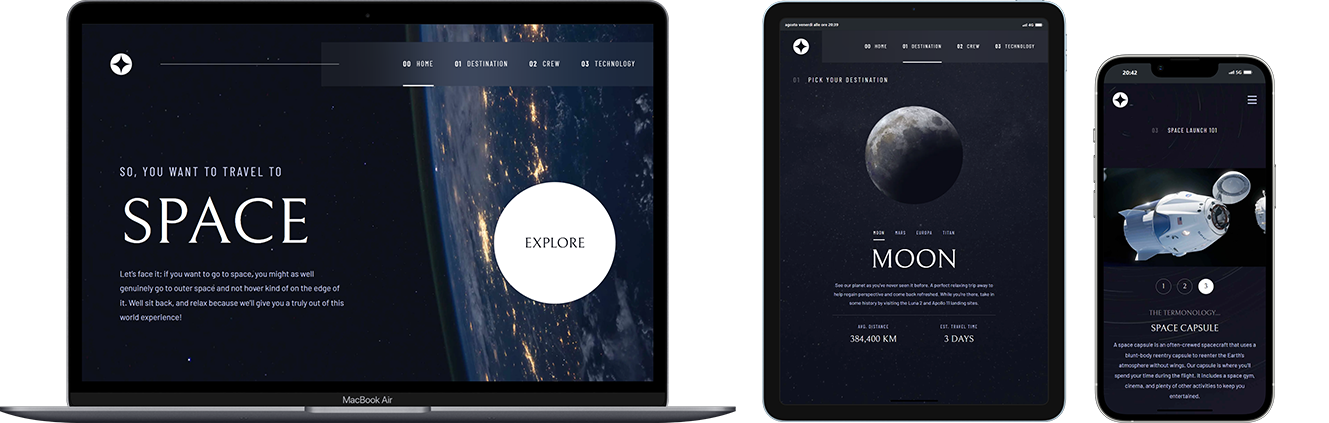 00 HOME 01 DESTINATION 02 CREW 03 TECHNOLOGY
SO, YOU WANT TO TRAVEL TO
SPACE
Let's face it; if you want to go to space, you might as well
genuinely go to outer space and not hover kind of on the edge of
it. Well sit back, and relax because we'll give you a truly out of this
world experience!
EXPLORE
MacBook Air
agosto venerdì alle ore 20:39
4G
00 HOME 01 DESTINATION 02 CREW 03 TECHNOLOGY
01 PICK YOUR DESTINATION
MOON MARS EUROPA TITAN
MOON
See our planet as you've never seen it before. A perfect relaxing trip away to
help regain perspective and come back refreshed. While you're there, take in
some history by visiting the Luna 2 and Apollo 11 landing sites.
AVG. DISTANCE EST. TRAVEL TIME
384,400 KM 3 DAYS
20:42 5G
03 SPACE LAUNCH 101
1 2 3
THE TERMONOLOGY...
SPACE CAPSULE
A space capsule is an often-crewed spacecraft that uses a
blunt-body reentry capsule to reenter the Earth's
atmosphere without wings. Our capsule is where you'll
spend your time during the flight. It includes a space gym,
cinema, and plenty of other activities to keep you
entertained.